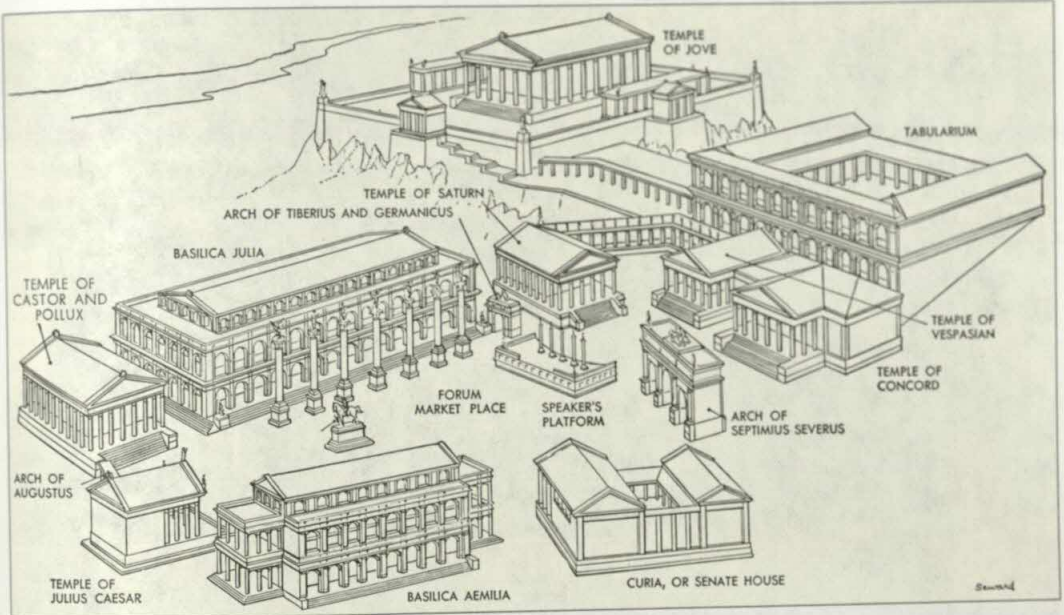 TEMPLE
OF JOVE
TABULARIUM
TEMPLE OF SATURN
ARCH OF TIBERIUS AND GERMANICUS
BASILICA JULIA
TEMPLE OF
CASTOR AND
POLLUX
TEMPLE OF
VESPASIAN
TEMPLE OF
CONCORD
FORUM
MARKET PLACE
SPEAKER'S
PLATFORM
ARCH OF
SEPTIMIUS SEVERUS
ARCH OF
AUGUSTUS
TEMPLE OF
JULIUS CAESAR
BASILICA AEMILIA
CURIA, OR SENATE HOUSE
Seward